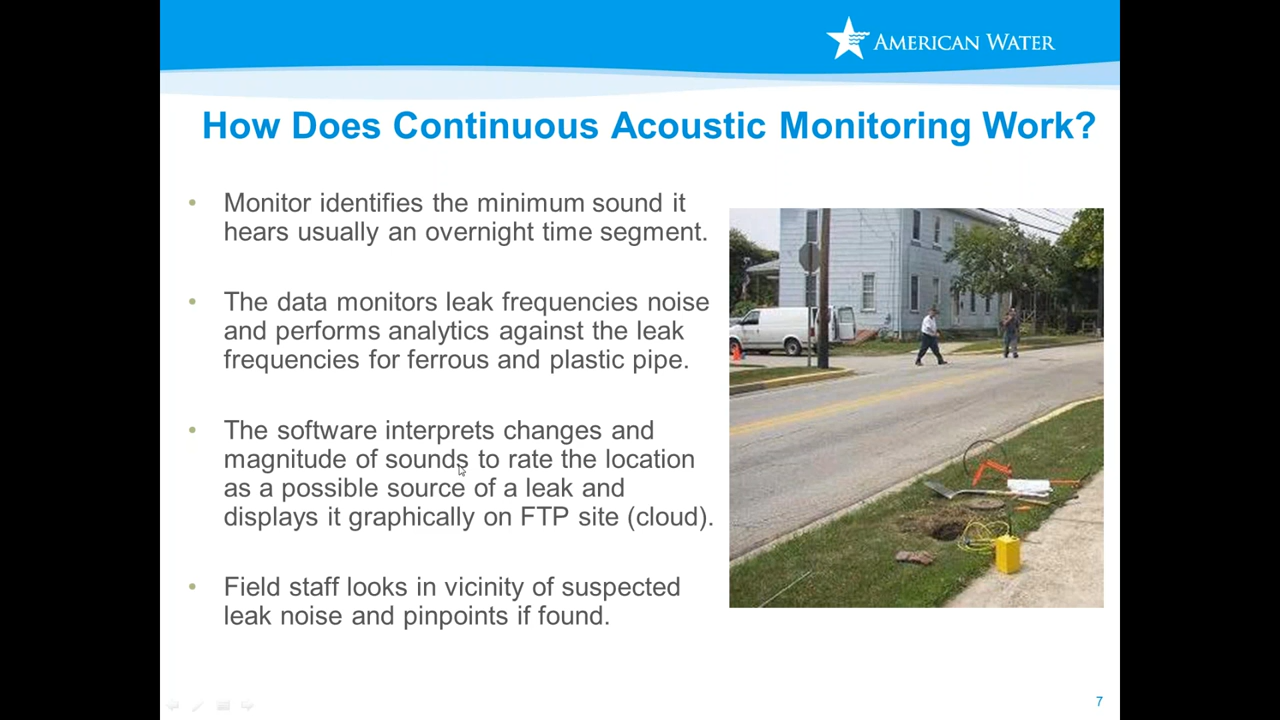 AMERICAN WATER
How Does Continuous Acoustic Monitoring Work?
• Monitor identifies the minimum sound it
hears usually an overnight time segment.
• The data monitors leak frequencies noise
and performs analytics against the leak
frequencies for ferrous and plastic pipe.
• The software interprets changes and
magnitude of sounds to rate the location
as a possible source of a leak and
displays it graphically on FTP site (cloud).
• Field staff looks in vicinity of suspected
leak noise and pinpoints if found.
7